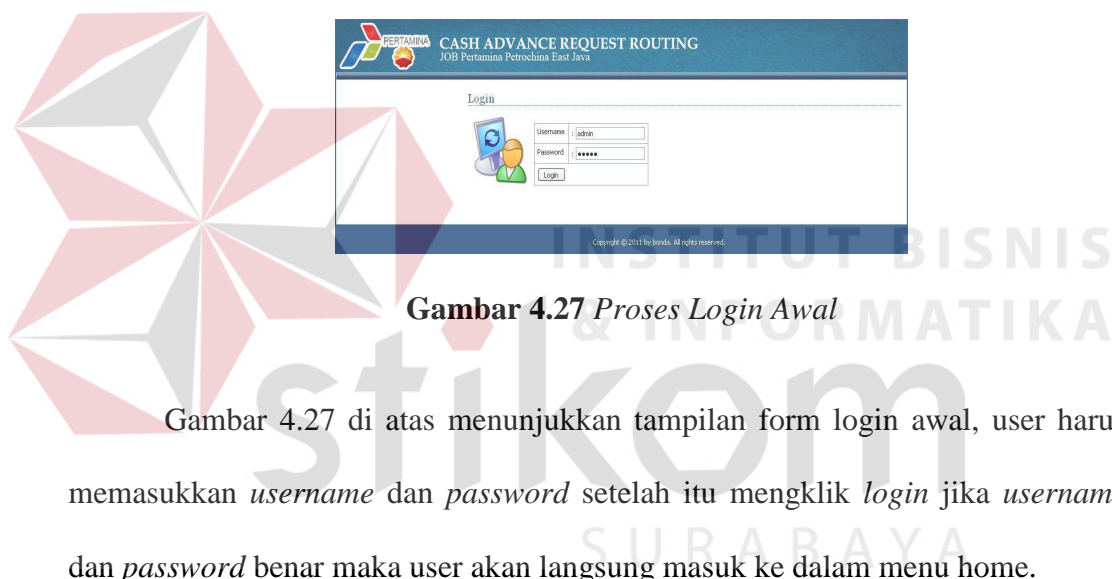 PERTAMINA
CASH ADVANCE REQUEST ROUTING
JOB Pertamina Petrochina East Java
Login
Username : admin
Password : •••••
Login
Copyright © 2011 by bonda. All rights reserved.
INSTITUT BISNIS
Gambar 4.27 Proses Login Awal
& INFORMATIKA
stikom
Gambar 4.27 di atas menunjukkan tampilan form login awal, user haru
memasukkan username dan password setelah itu mengklik login jika usernam
dan password benar maka user akan langsung masuk ke dalam menu home.
SURABAYA